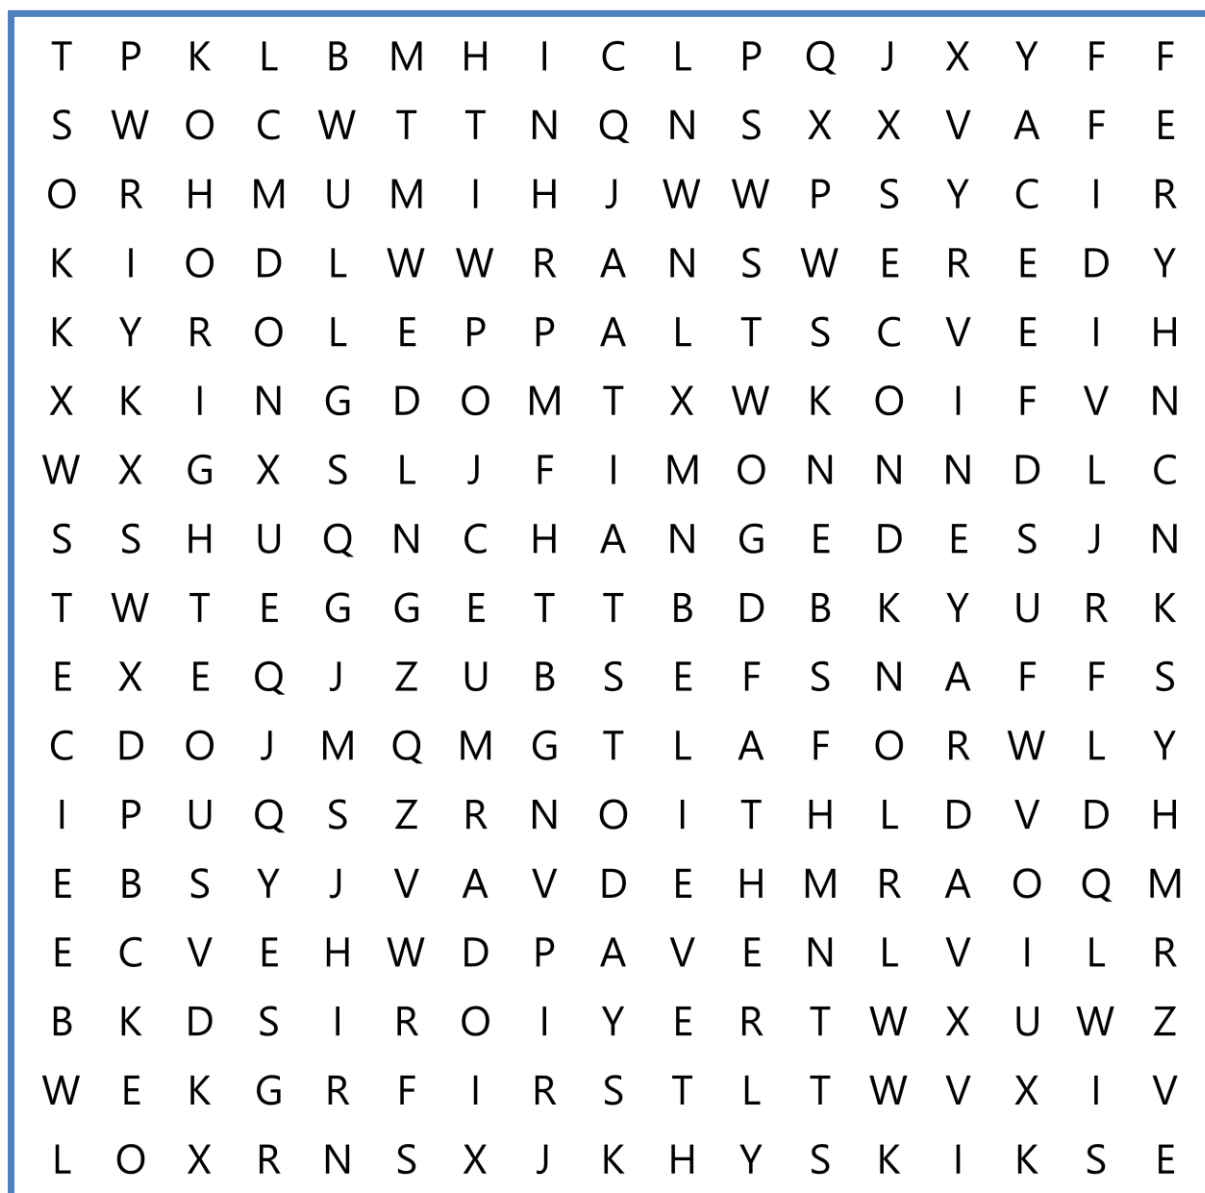 T P K L B M H I C L P Q J X Y F F
S W O C W T T N Q N S X X V A F E
O R H M U M I H J W W P S Y C I R
K I O D L W W R A N S W E R E D Y
K Y R O L E P P A L T S C V E I H
X K I N G D O M T X W K O I F V N
W X G X S L J F I M O N N N D L C
S S H U Q N C H A N G E D E S J N
T W T E G G E T T B D B K Y U R K
E X E Q J Z U B S E F S N A F F S
C D O J M Q M G T L A F O R W L Y
I P U Q S Z R N O I T H L D V D H
E B S Y J V A V D E H M R A O Q M
E C V E H W D P A V E N L V I L R
B K D S I R O I Y E R T W X U W Z
W E K G R F I R S T L T W V X I V
L O X R N S X J K H Y S K I K S E